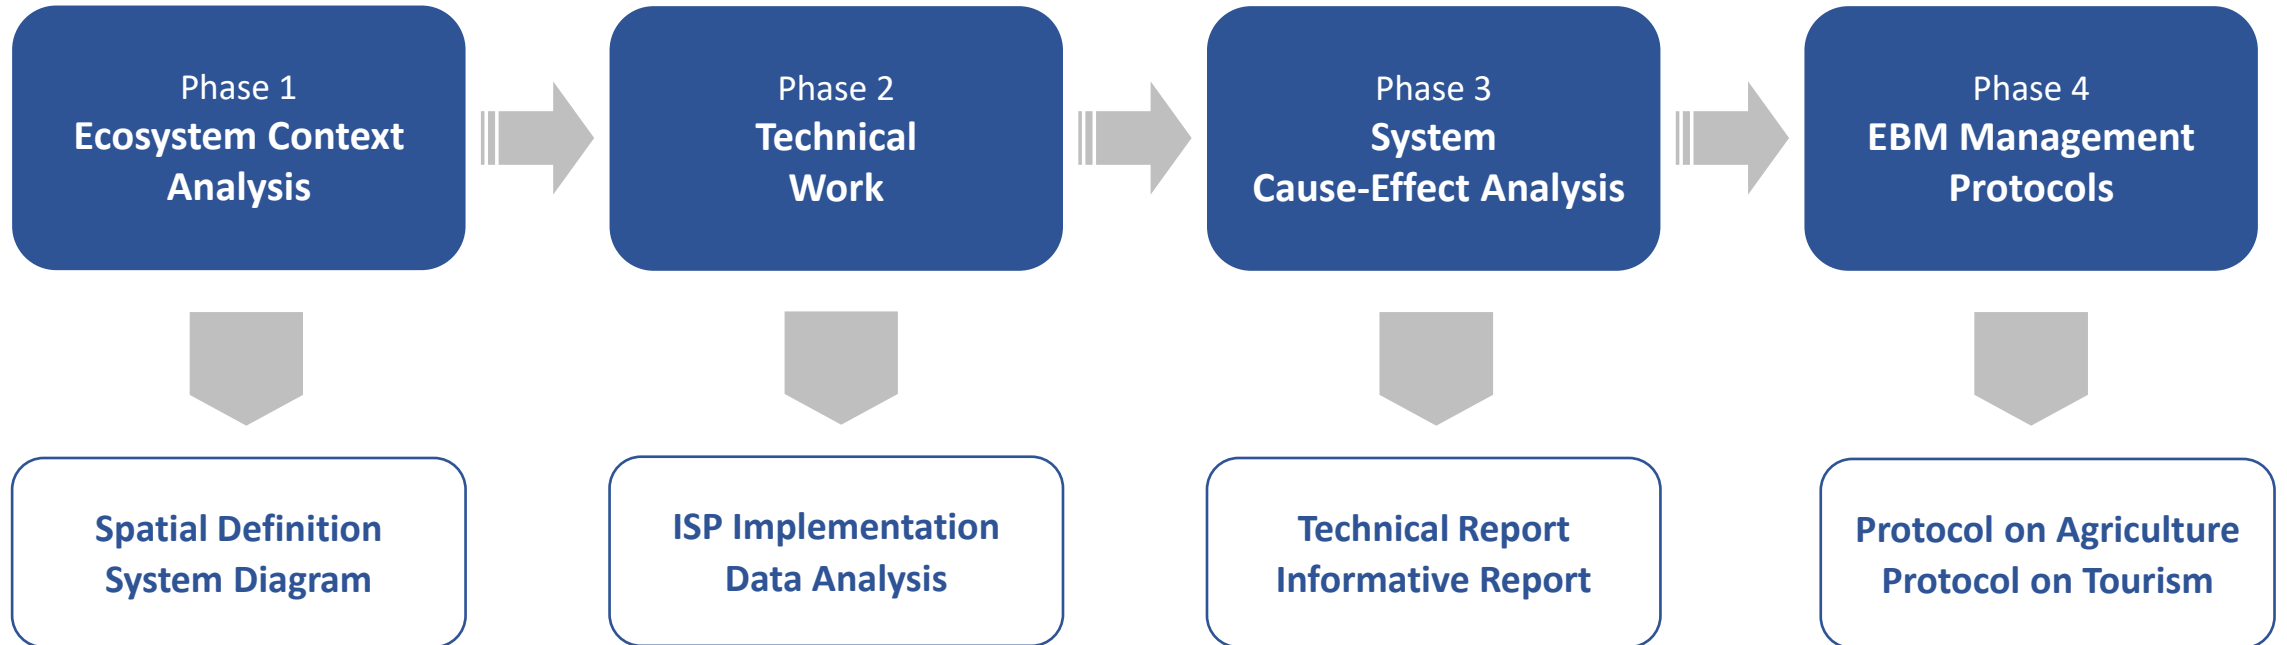 Phase 1
Ecosystem Context
Analysis
Phase 2
Technical
Work
Phase 3
System
Cause-Effect Analysis
Phase 4
EBM Management
Protocols
Spatial Definition
System Diagram
ISP Implementation
Data Analysis
Technical Report
Informative Report
Protocol on Agriculture
Protocol on Tourism